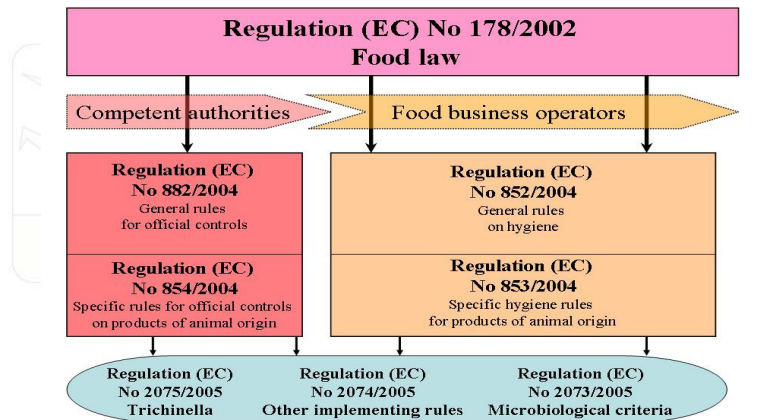 Regulation (EC) No 178/2002
Food law
Competent authorities
Food business operators
Regulation (EC)
No 882/2004
General rules
for official controls
Regulation (EC)
No 852/2004
General rules
on hygiene
Regulation (EC)
No 854/2004
Specific rules for official controls
on products of animal origin
Regulation (EC)
No 853/2004
Specific hygiene rules
for products of animal origin
Regulation (EC)
No 2075/2005
Trichinella
Regulation (EC)
No 2074/2005
Other implementing rules
Regulation (EC)
No 2073/2005
Microbiological criteria